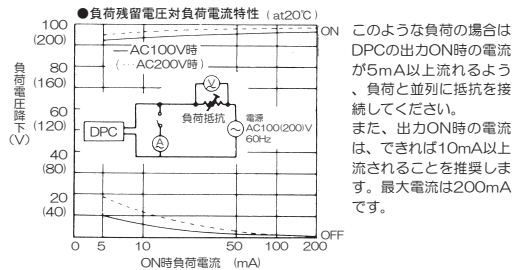 ●負荷残留電圧対負荷電流特性 (at20℃)
100
(200)
80
(160)
60
(120)
40
(80)
20
(40)
0
負荷電圧降下
(V)
AC100V時
(‥‥AC200V時)
ON
V
負荷抵抗
DPC
A
電源
AC100(200)V
60Hz
OFF
0 5 10 50 100 200
ON時負荷電流 (mA)
このような負荷の場合は
DPCの出力ON時の電流
が5mA以上流れるよう
、負荷と並列に抵抗を接
続してください。
また、出力ON時の電流
は、できれば10mA以上
流されることを推奨しま
す。最大電流は200mA
です。